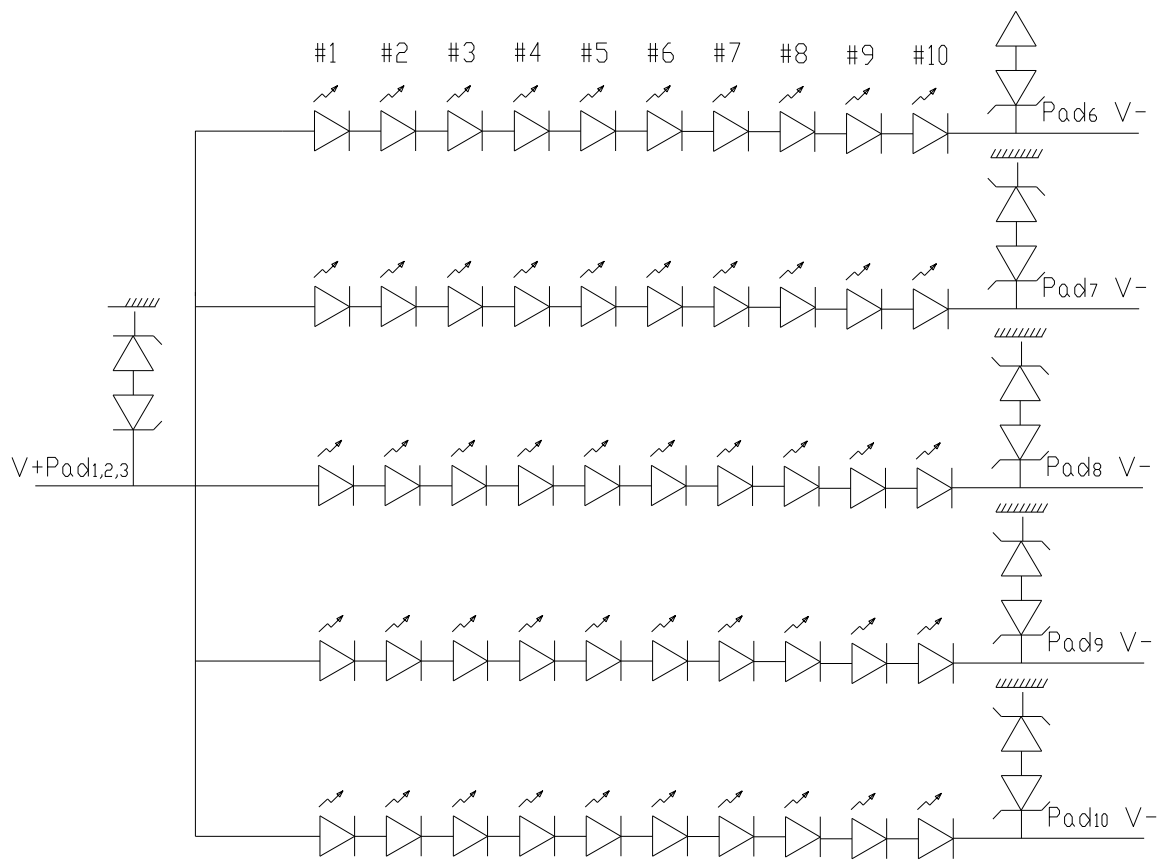 #1 #2 #3 #4 #5 #6 #7 #8 #9 #10
Pad6 V-
Pad7 V-
V+Pad1,2,3
Pad8 V-
Pad9 V-
Pad10 V-